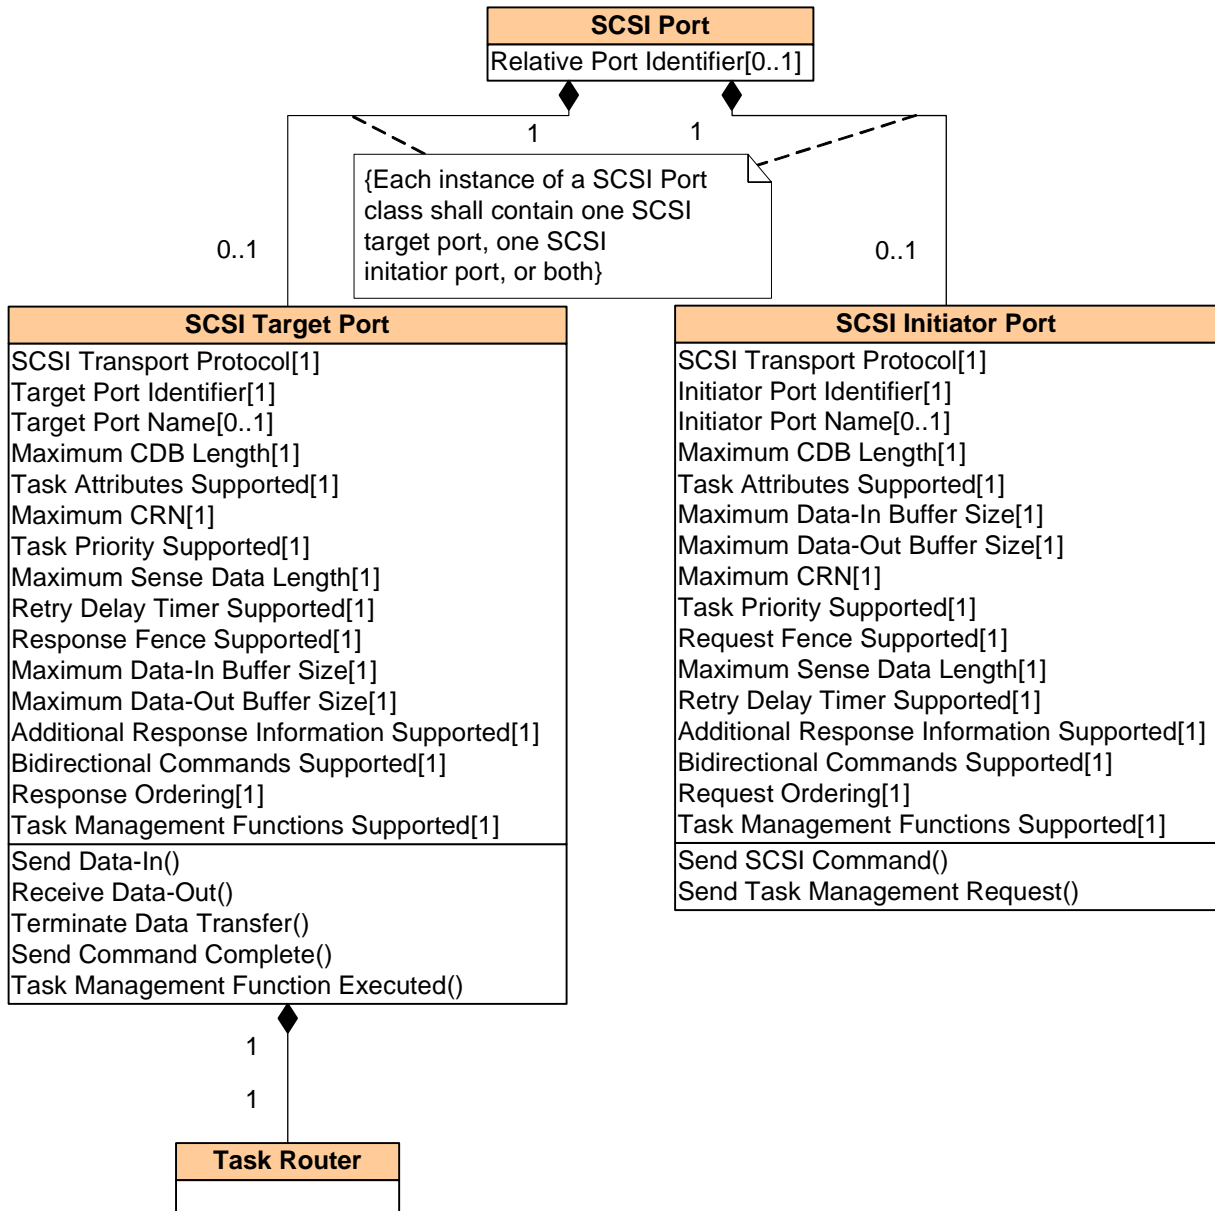 SCSI Port
Relative Port Identifier[0..1]
1
1
{Each instance of a SCSI Port
class shall contain one SCSI
target port, one SCSI
initatior port, or both}
0..1
0..1
SCSI Target Port
SCSI Transport Protocol[1]
Target Port Identifier[1]
Target Port Name[0..1]
Maximum CDB Length[1]
Task Attributes Supported[1]
Maximum CRN[1]
Task Priority Supported[1]
Maximum Sense Data Length[1]
Retry Delay Timer Supported[1]
Response Fence Supported[1]
Maximum Data-In Buffer Size[1]
Maximum Data-Out Buffer Size[1]
Additional Response Information Supported[1]
Bidirectional Commands Supported[1]
Response Ordering[1]
Task Management Functions Supported[1]
Send Data-In()
Receive Data-Out()
Terminate Data Transfer()
Send Command Complete()
Task Management Function Executed()
SCSI Initiator Port
SCSI Transport Protocol[1]
Initiator Port Identifier[1]
Initiator Port Name[0..1]
Maximum CDB Length[1]
Task Attributes Supported[1]
Maximum Data-In Buffer Size[1]
Maximum Data-Out Buffer Size[1]
Maximum CRN[1]
Task Priority Supported[1]
Request Fence Supported[1]
Maximum Sense Data Length[1]
Retry Delay Timer Supported[1]
Additional Response Information Supported[1]
Bidirectional Commands Supported[1]
Request Ordering[1]
Task Management Functions Supported[1]
Send SCSI Command()
Send Task Management Request()
1
1
Task Router